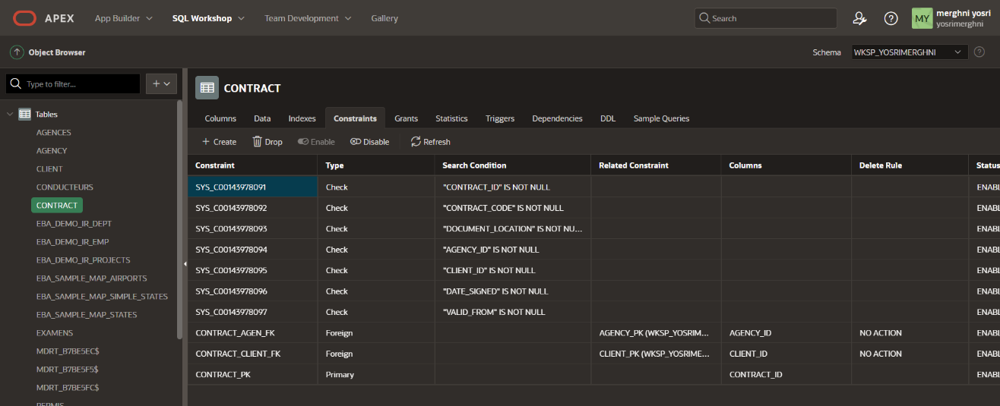 APEX App Builder SQL Workshop Team Development Gallery Search MY merghni yosri
yosrimerghni
Object Browser Schema WKSP_YOSRIMERGHNI
Type to filter...
CONTRACT
Tables
AGENCES
AGENCY
CLIENT
CONDUCTEURS
CONTRACT
EBA_DEMO_IR_DEPT
EBA_DEMO_IR_EMP
EBA_DEMO_IR_PROJECTS
EBA_SAMPLE_MAP_AIRPORTS
EBA_SAMPLE_MAP_SIMPLE_STATES
EBA_SAMPLE_MAP_STATES
EXAMENS
MDRT_B7BE5EC$
MDRT_B7BE5F5$
MDRT_B7BE5FC$
PERMIS
Columns Data Indexes Constraints Grants Statistics Triggers Dependencies DDL Sample Queries
+ Create Drop Enable Disable Refresh
Constraint Type Search Condition Related Constraint Columns Delete Rule Status
SYS_C00143978091 Check "CONTRACT_ID" IS NOT NULL ENABL
SYS_C00143978092 Check "CONTRACT_CODE" IS NOT NULL ENABL
SYS_C00143978093 Check "DOCUMENT_LOCATION" IS NOT NU... ENABL
SYS_C00143978094 Check "AGENCY_ID" IS NOT NULL ENABL
SYS_C00143978095 Check "CLIENT_ID" IS NOT NULL ENABL
SYS_C00143978096 Check "DATE_SIGNED" IS NOT NULL ENABL
SYS_C00143978097 Check "VALID_FROM" IS NOT NULL ENABL
CONTRACT_AGEN_FK Foreign AGENCY_PK (WKSP_YOSRIM... AGENCY_ID NO ACTION ENABL
CONTRACT_CLIENT_FK Foreign CLIENT_PK (WKSP_YOSRIME... CLIENT_ID NO ACTION ENABL
CONTRACT_PK Primary CONTRACT_ID ENABL